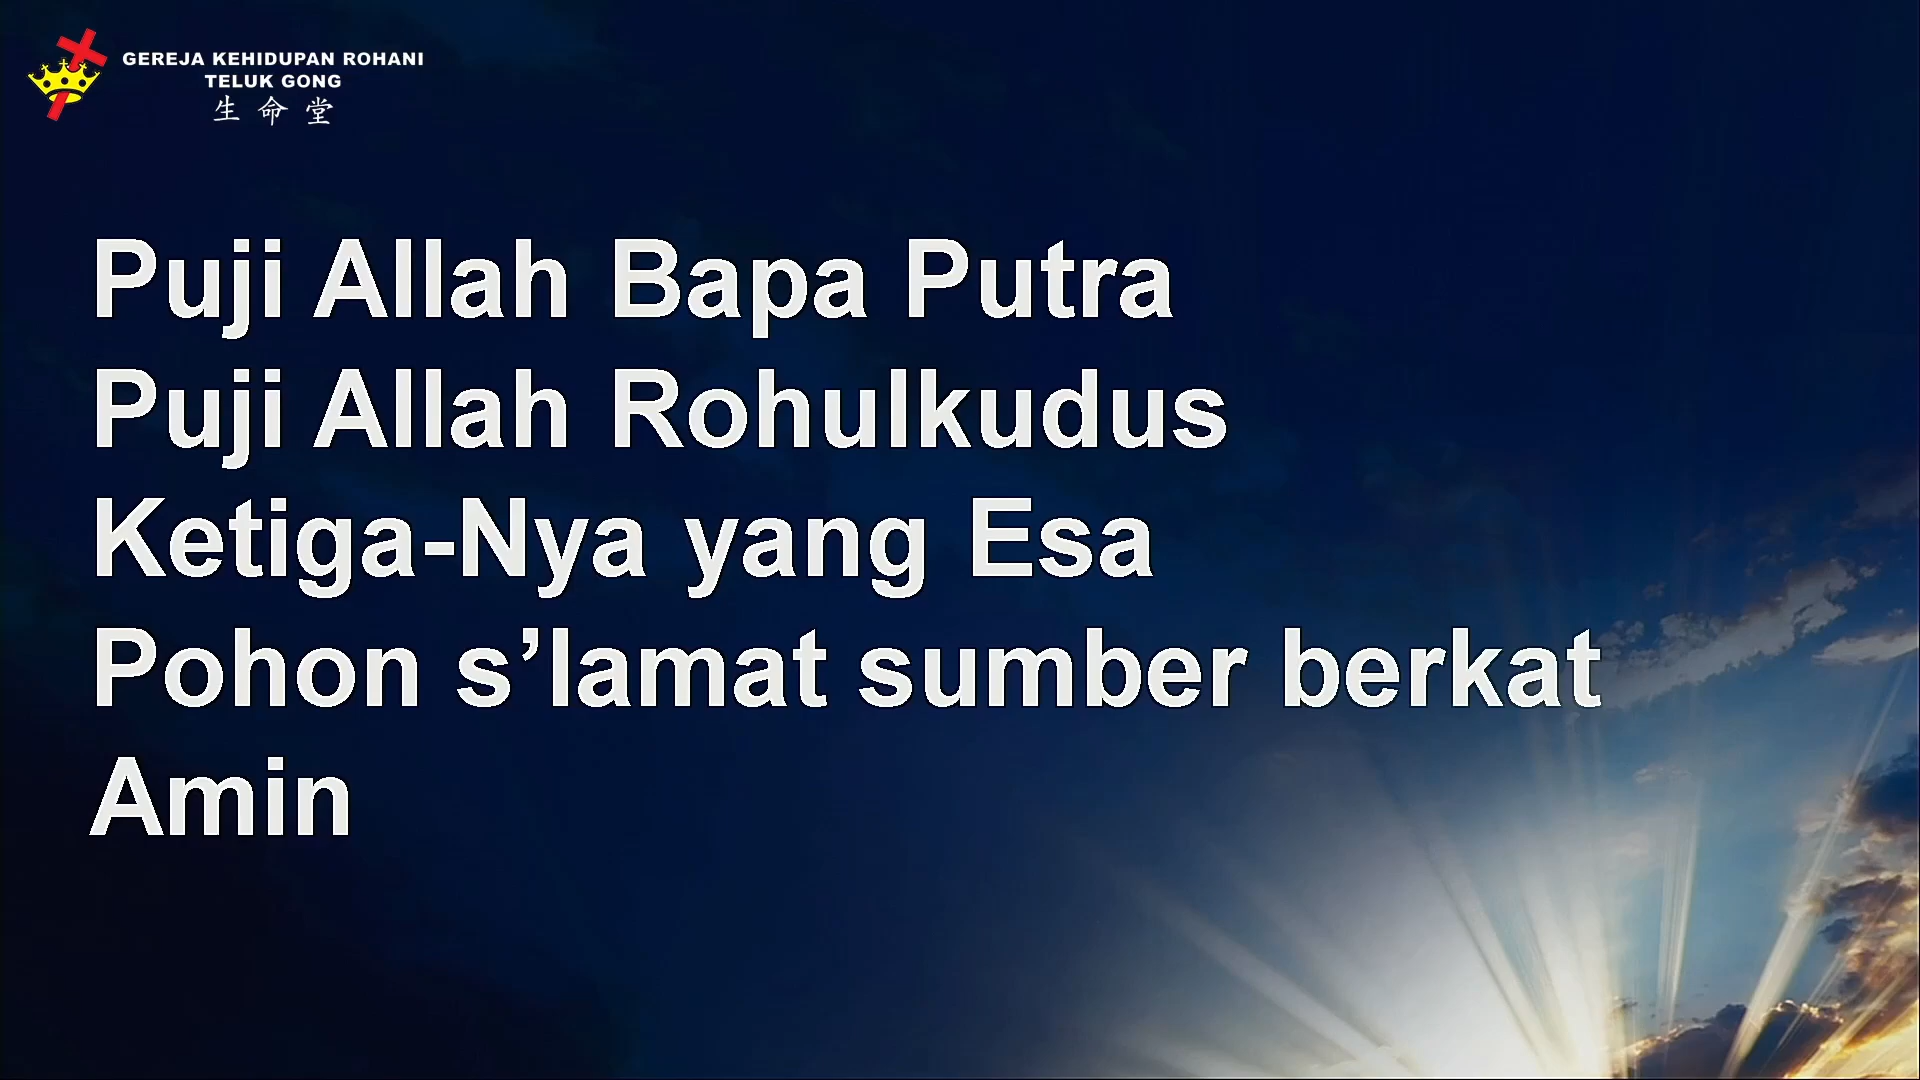 GEREJA KEHIDUPAN ROHANI
TELUK GONG
生命堂
Puji Allah Bapa Putra
Puji Allah Rohulkudus
Ketiga-Nya yang Esa
Pohon s’lamat sumber berkat
Amin